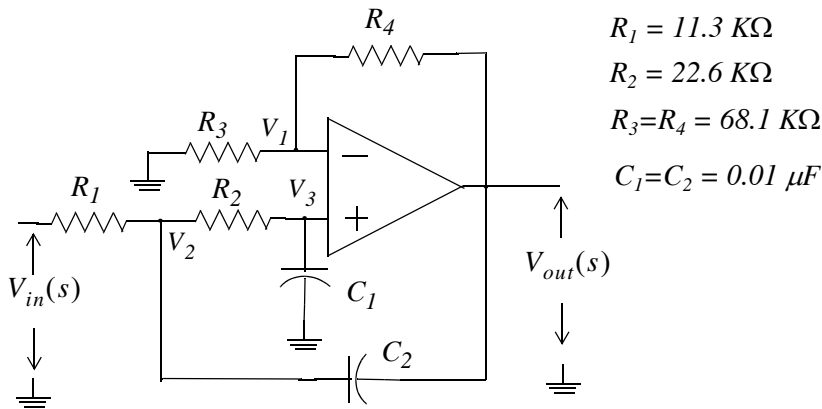 R4
R1 = 11.3 KΩ
R2 = 22.6 KΩ
R3=R4 = 68.1 KΩ
C1=C2 = 0.01 μF
R3
V1
−
R1
R2
V3
+
V2
Vin(s)
C1
Vout(s)
C2